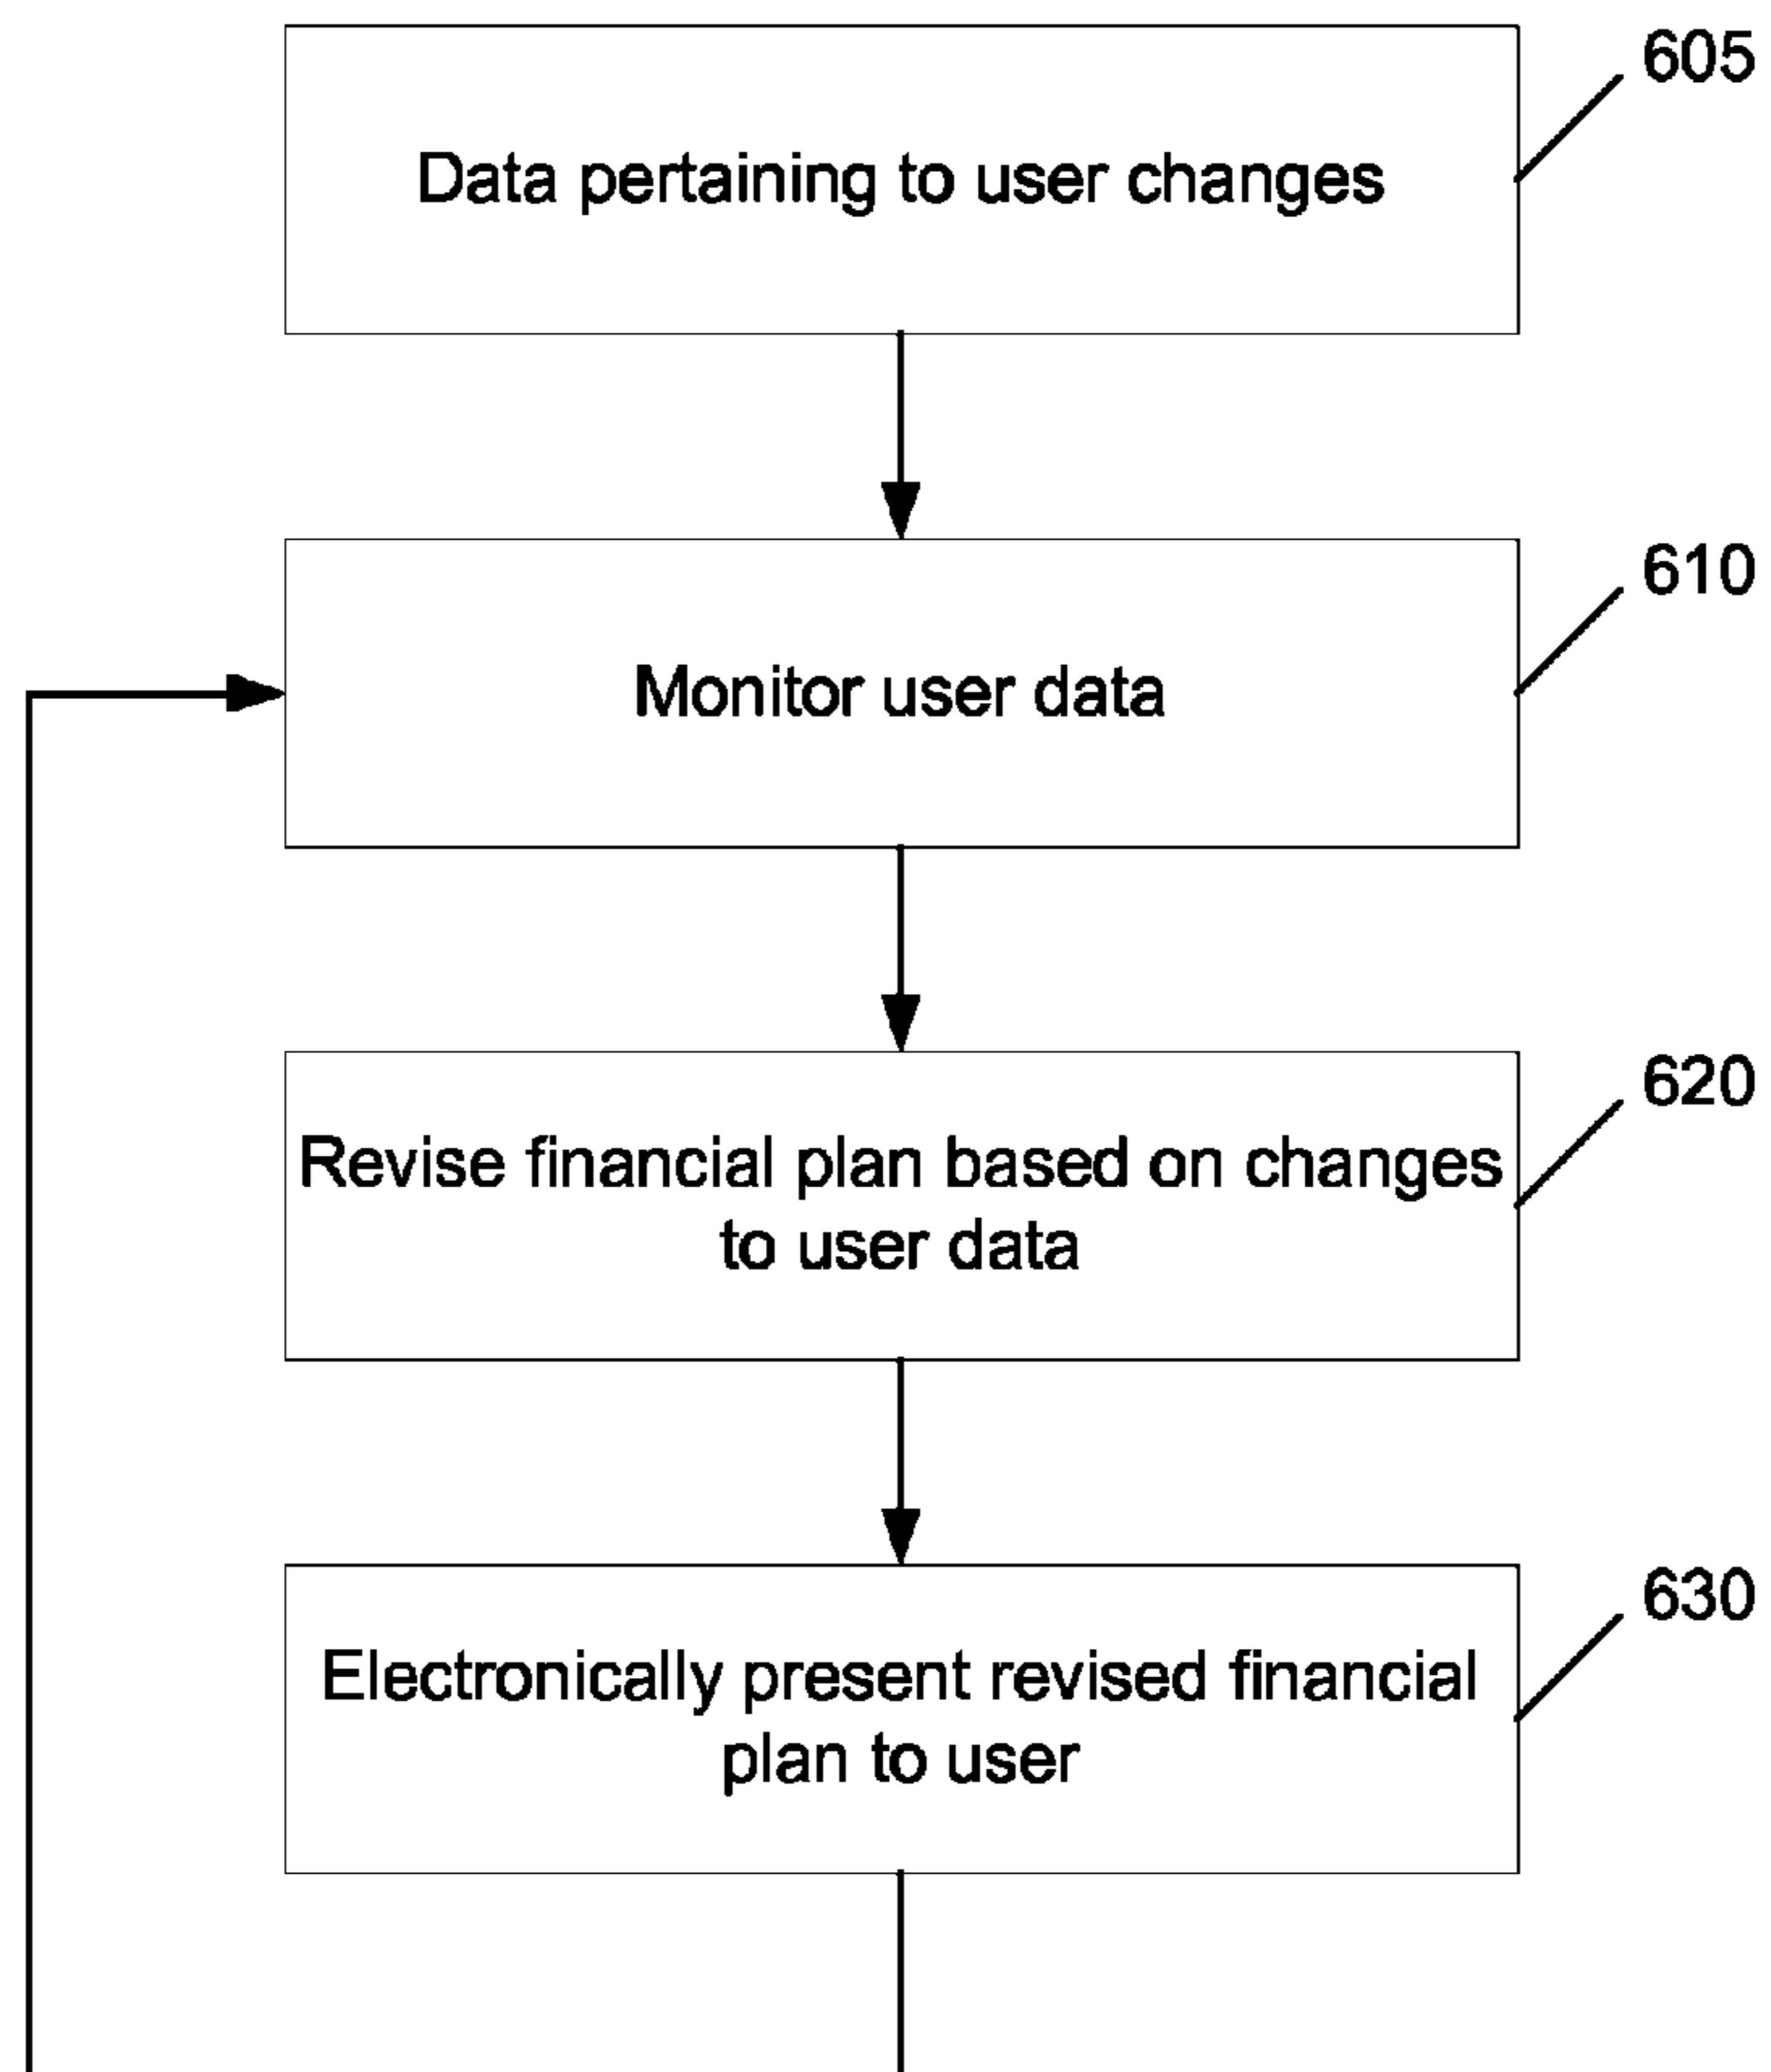 605
Data pertaining to user changes
610
Monitor user data
620
Revise financial plan based on changes
to user data
630
Electronically present revised financial
plan to user